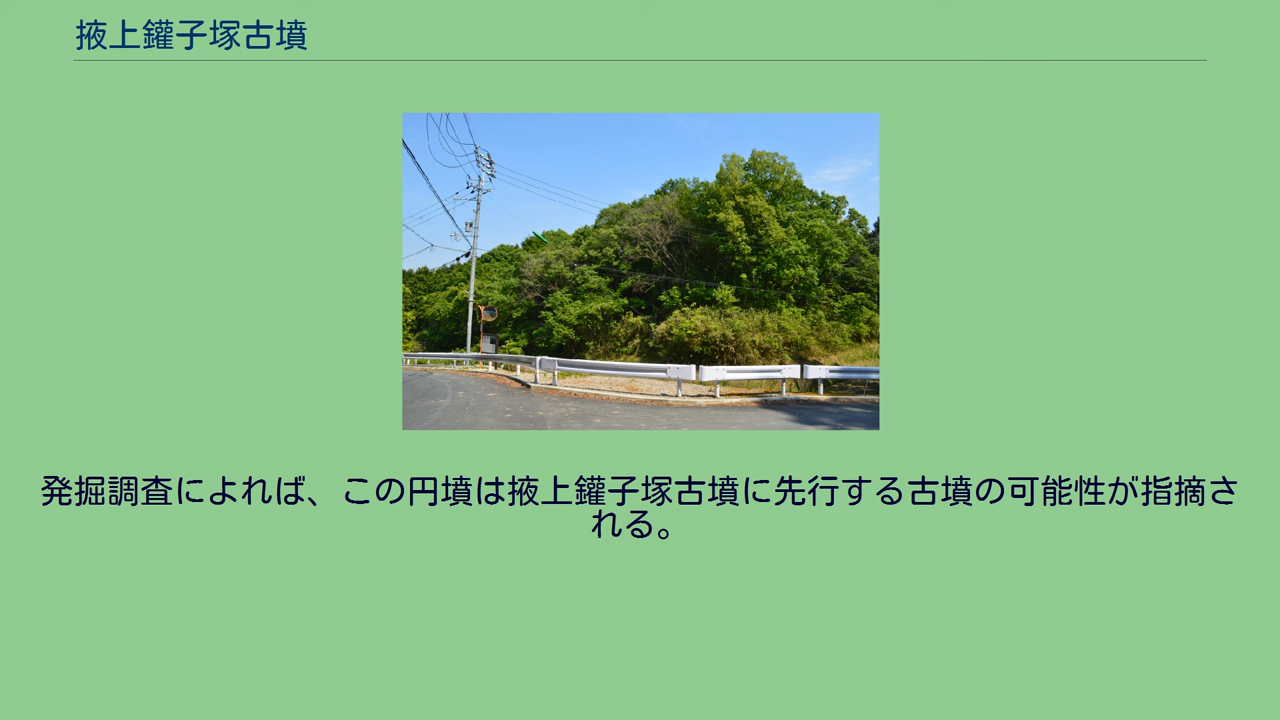 掖上鑵子塚古墳
発掘調査によれば、この円墳は掖上鑵子塚古墳に先行する古墳の可能性が指摘さ
れる。